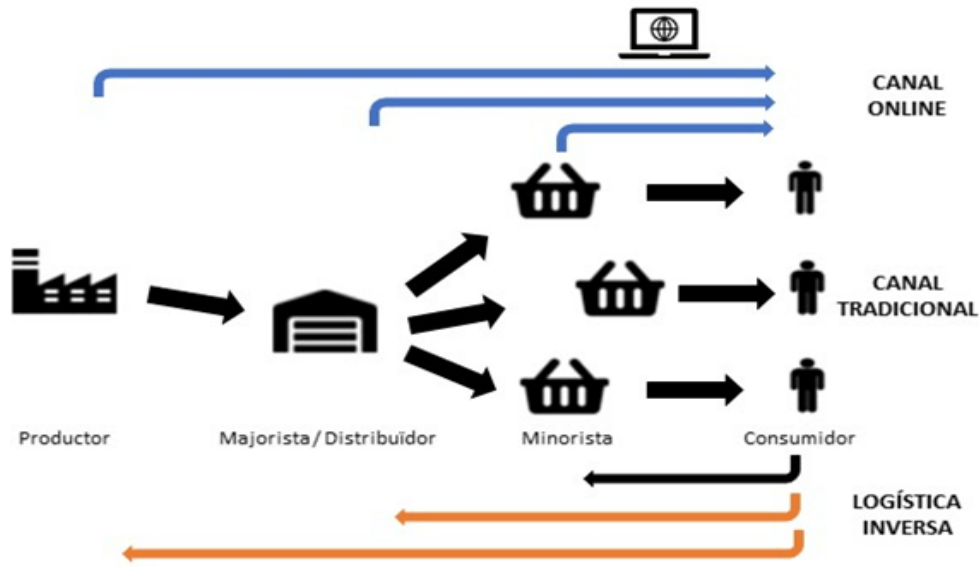 CANAL
ONLINE
CANAL
TRADICIONAL
Productor
Majorista / Distribuïdor
Minorista
Consumidor
LOGÍSTICA
INVERSA